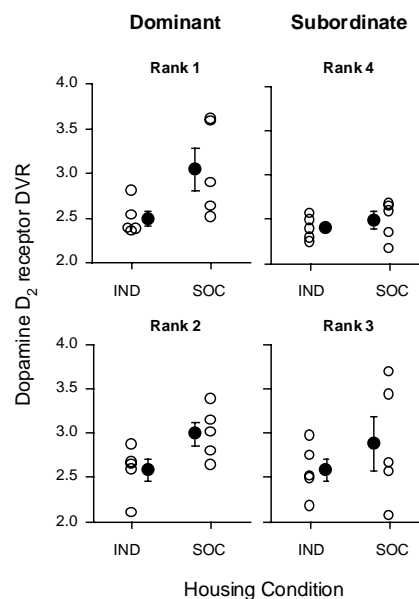 Dominant Subordinate
Rank 1 Rank 4
4.0
3.5
3.0
2.5
2.0
IND SOC IND SOC
Rank 2 Rank 3
4.0
3.5
3.0
2.5
2.0
IND SOC IND SOC
Dopamine D2 receptor DVR
Housing Condition